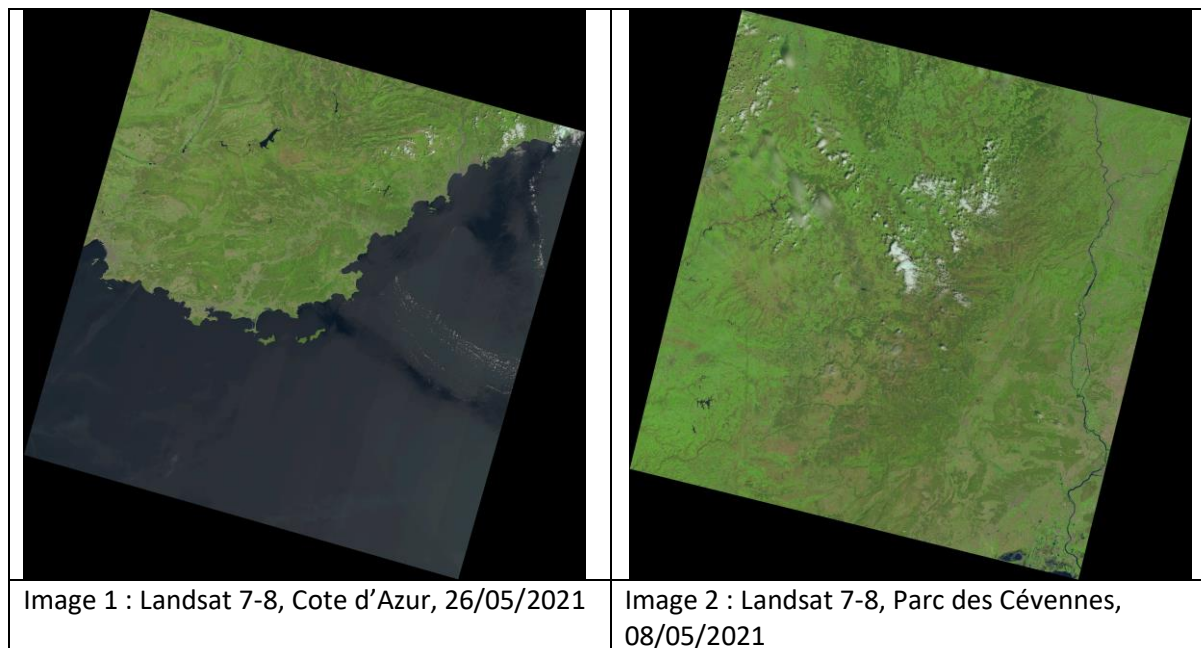 Image 1 : Landsat 7-8, Cote d’Azur, 26/05/2021
Image 2 : Landsat 7-8, Parc des Cévennes,
08/05/2021